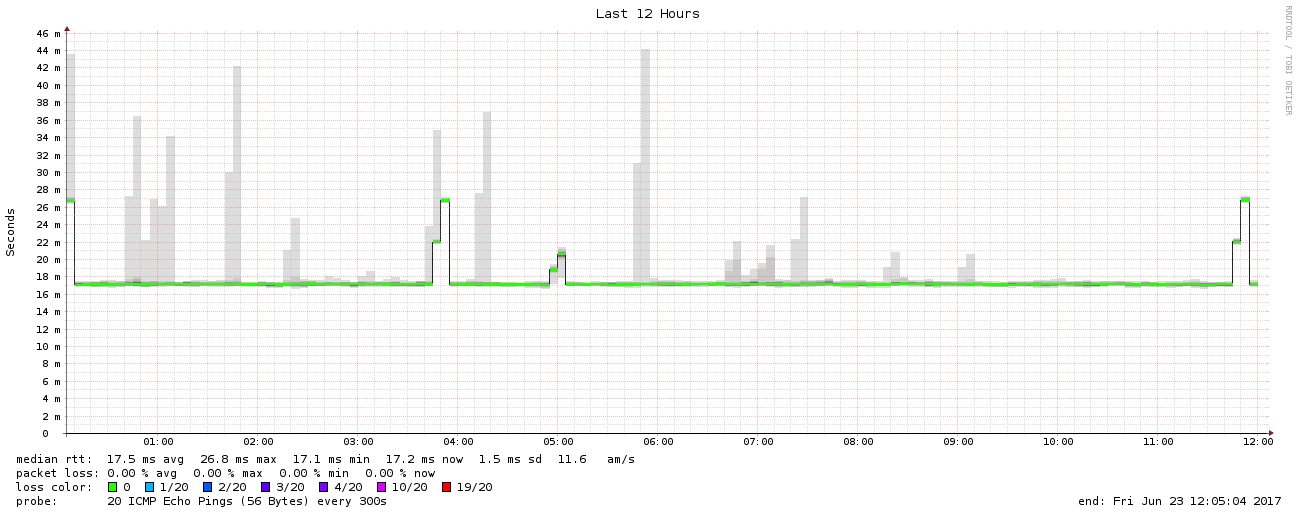 Last 12 Hours
RRDTOOL / TOBI OETIKER
Seconds
46 m
44 m
42 m
40 m
38 m
36 m
34 m
32 m
30 m
28 m
26 m
24 m
22 m
20 m
18 m
16 m
14 m
12 m
10 m
8 m
6 m
4 m
2 m
0
01:00 02:00 03:00 04:00 05:00 06:00 07:00 08:00 09:00 10:00 11:00 12:00
median rtt: 17.5 ms avg 26.8 ms max 17.1 ms min 17.2 ms now 1.5 ms sd 11.6 am/s
packet loss: 0.00 % avg 0.00 % max 0.00 % min 0.00 % now
loss color: 0 1/20 2/20 3/20 4/20 10/20 19/20
probe: 20 ICMP Echo Pings (56 Bytes) every 300s end: Fri Jun 23 12:05:04 2017